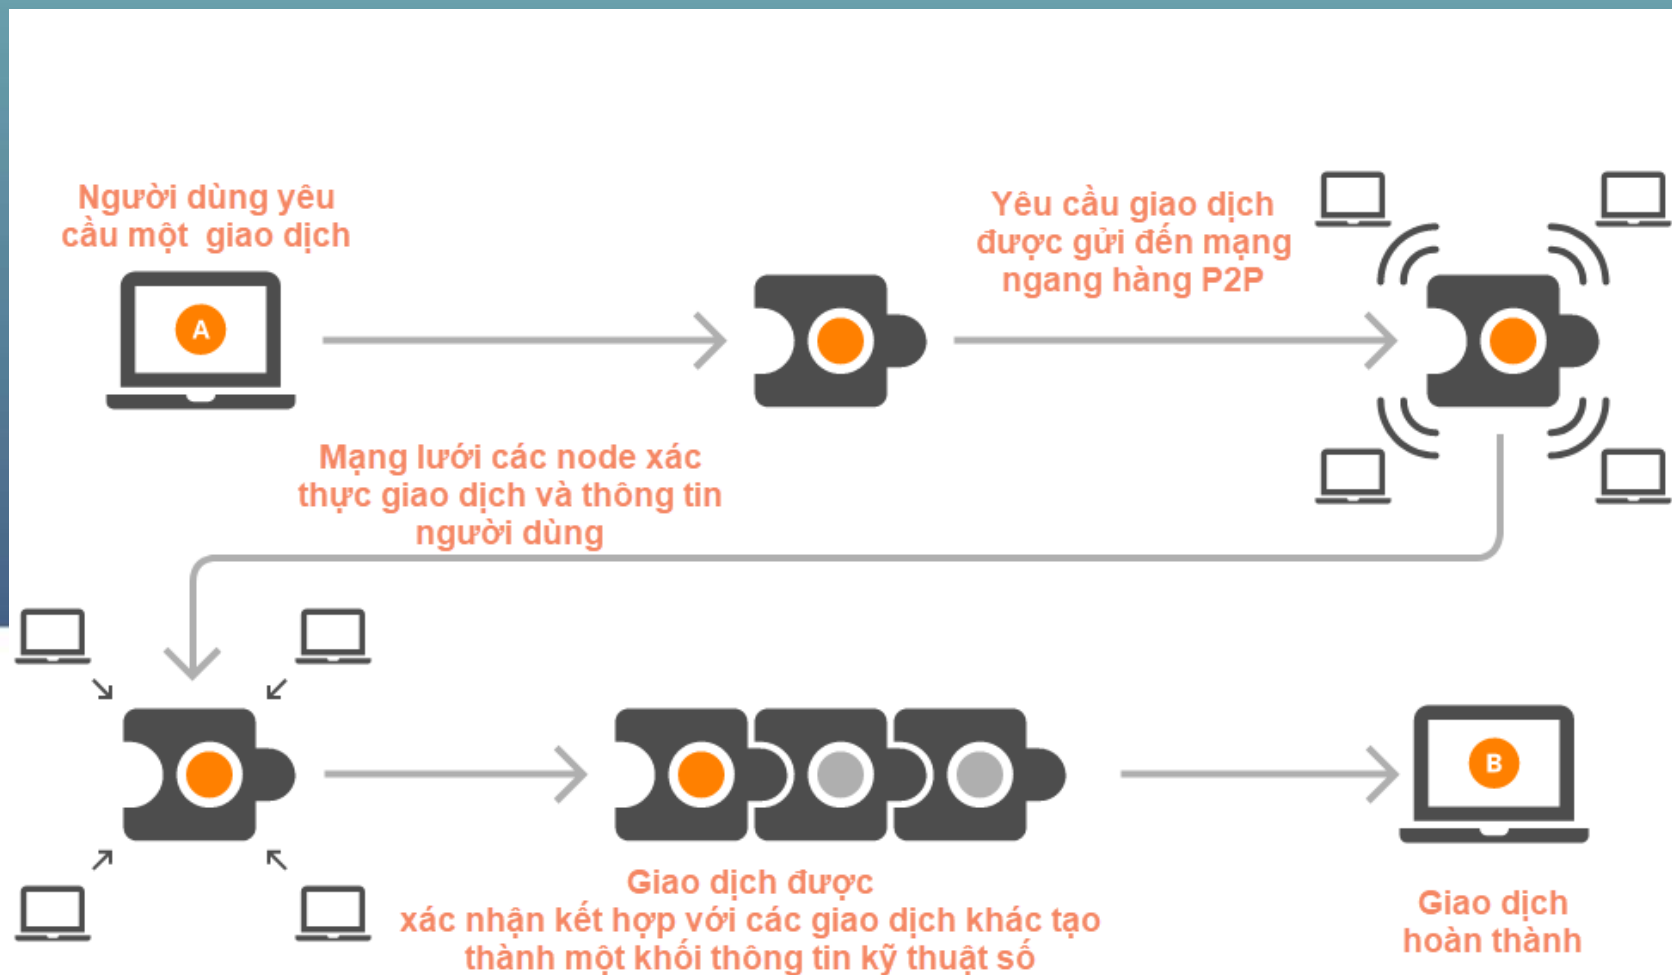 Người dùng yêu
cầu một giao dịch
A
Yêu cầu giao dịch
được gửi đến mạng
ngang hàng P2P
Mạng lưới các node xác
thực giao dịch và thông tin
người dùng
Giao dịch được
xác nhận kết hợp với các giao dịch khác tạo
thành một khối thông tin kỹ thuật số
B
Giao dịch
hoàn thành